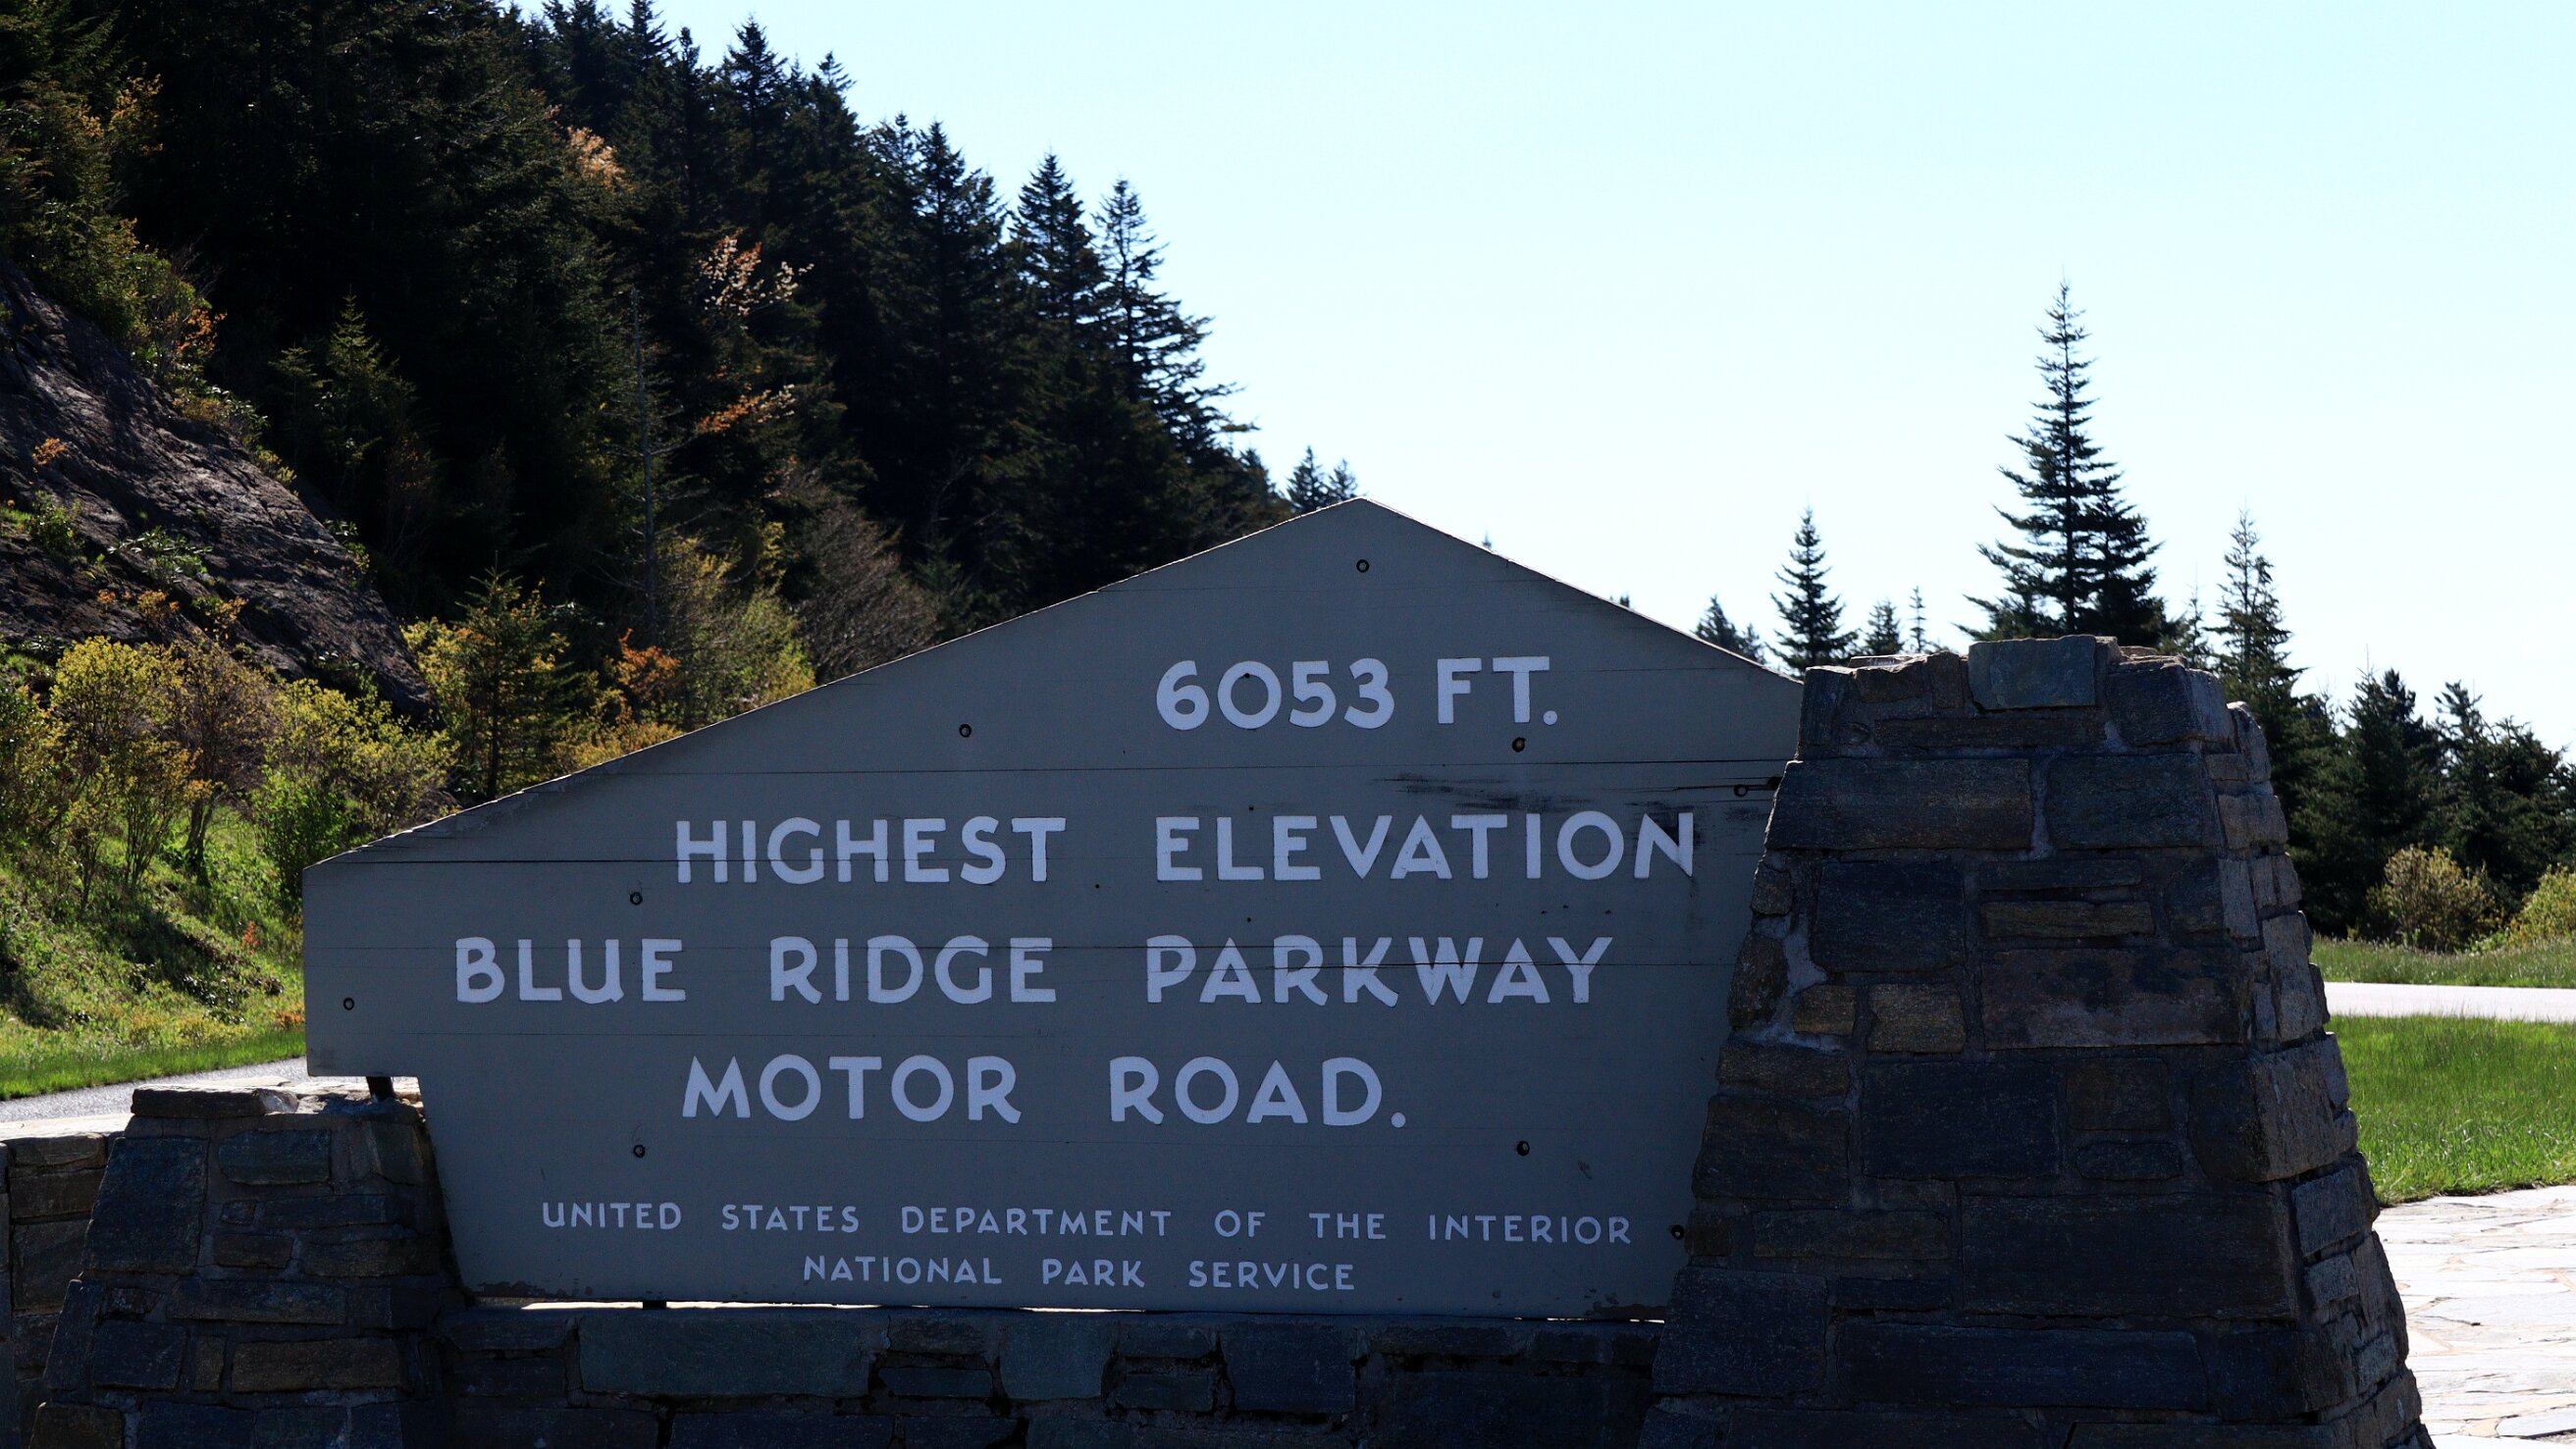 6053 FT.
HIGHEST ELEVATION
BLUE RIDGE PARKWAY
MOTOR ROAD.
UNITED STATES DEPARTMENT OF THE INTERIOR
NATIONAL PARK SERVICE